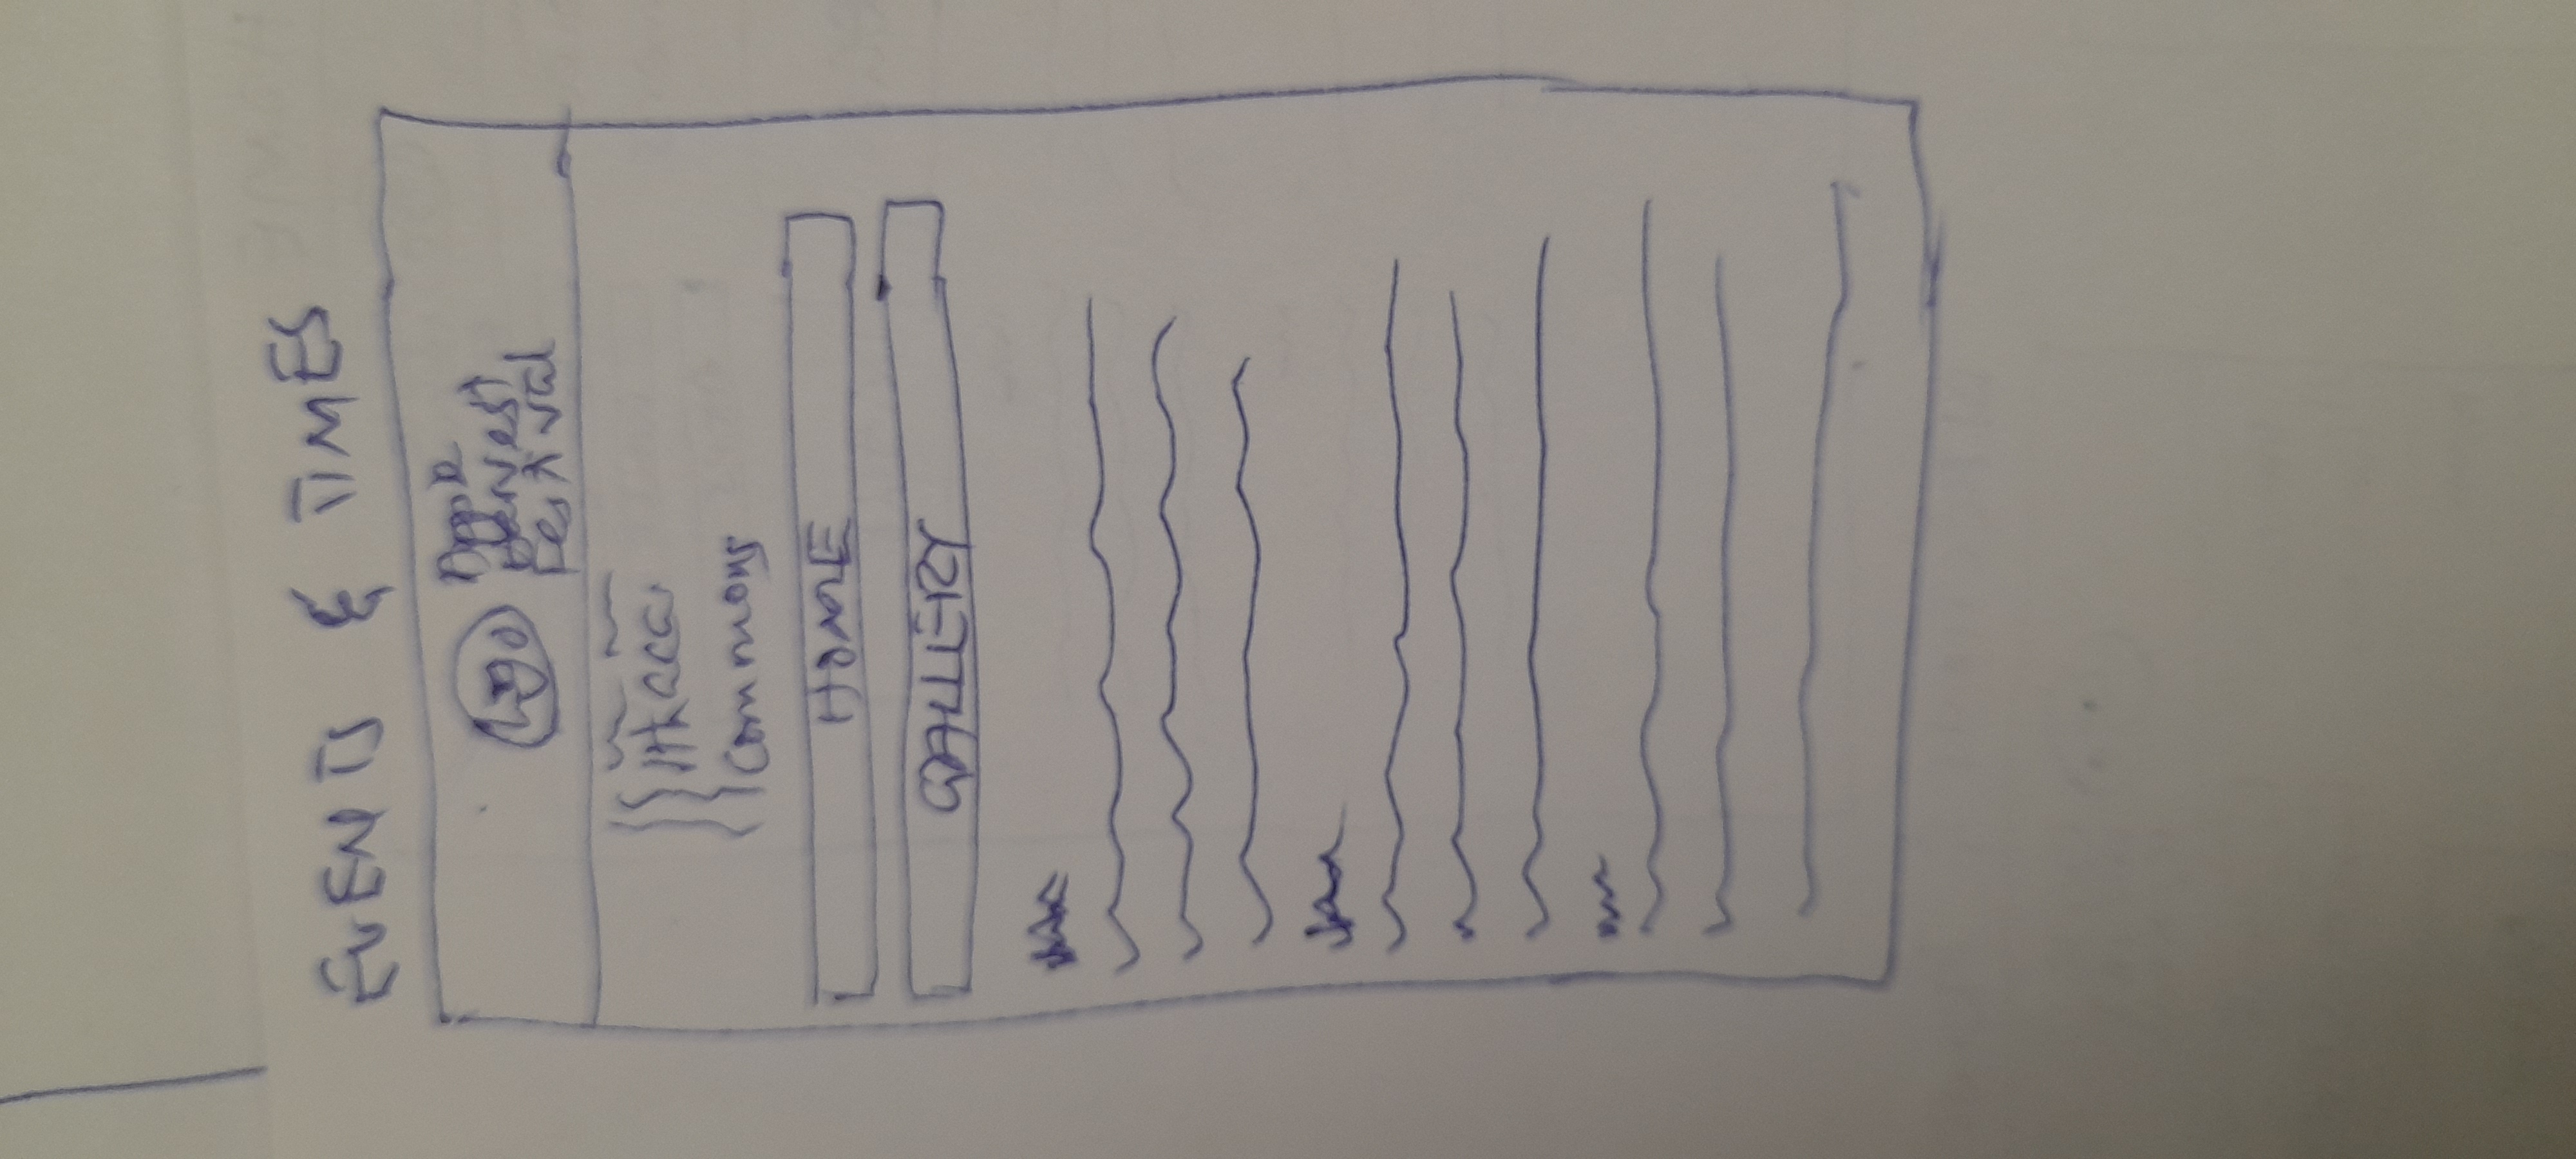 EVENTS & TIMES
Logo
Apple
Harvest
Festival
Ithaca
Commons
HOME
GALLERY